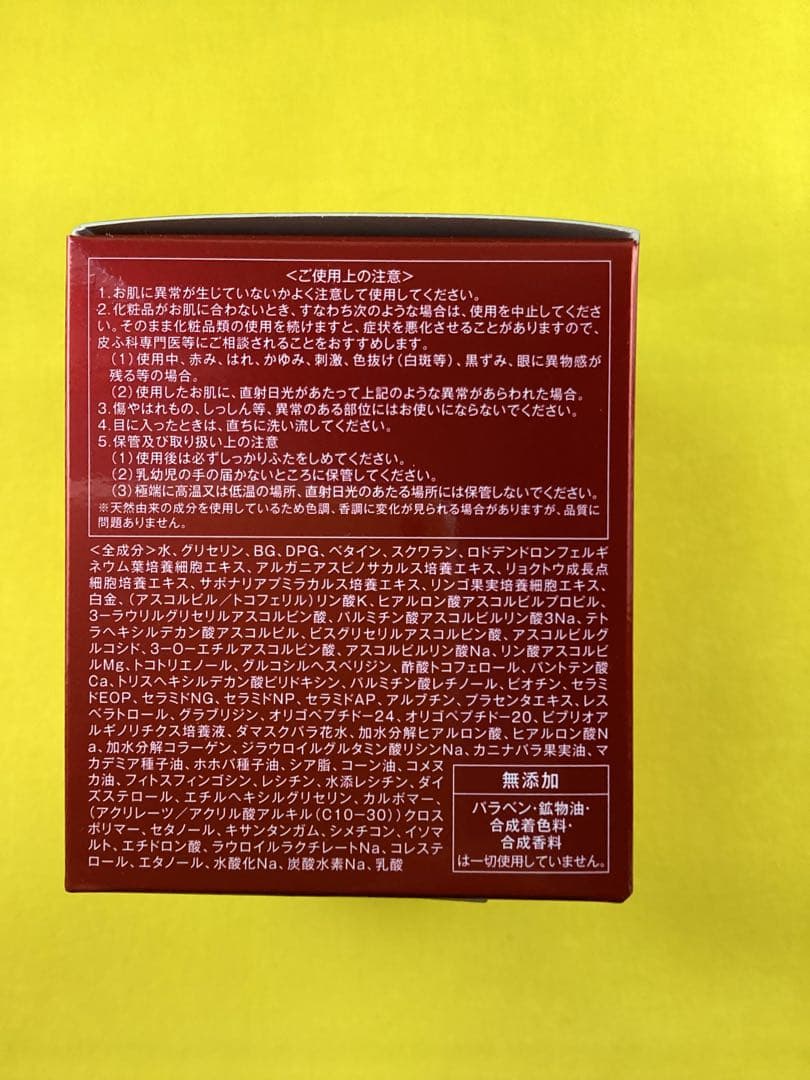 ＜ご使用上の注意＞
1.お肌に異常が生じていないかよく注意して使用してください。
2.化粧品がお肌に合わないとき、すなわち次のような場合は、使用を中止してくださ
い。そのまま化粧品類の使用を続けますと、症状を悪化させることがありますので、
皮ふ科専門医等にご相談されることをおすすめします。
（1）使用中、赤み、はれ、かゆみ、刺激、色抜け（白斑等）、黒ずみ、眼に異物感が
残る等の場合。
（2）使用したお肌に、直射日光があたって上記のような異常があらわれた場合。
3.傷やはれもの、しっしん等、異常のある部位にはお使いにならないでください。
4.目に入ったときは、直ちに洗い流してください。
5.保管及び取り扱い上の注意
（1）使用後は必ずしっかりふたをしめてください。
（2）乳幼児の手の届かないところに保管してください。
（3）極端に高温又は低温の場所、直射日光のあたる場所には保管しないでください。
※天然由来の成分を使用しているため色調、香調に変化が見られる場合がありますが、品質に
問題ありません。
＜全成分＞水、グリセリン、BG、DPG、ベタイン、スクワラン、ロドデンドロンフェルギ
ネウム葉培養細胞エキス、アルガニアスピノサカルス培養エキス、リョクトウ成長点
細胞培養エキス、サポナリアプミラカルス培養エキス、リンゴ果実培養細胞エキス、
白金、（アスコルビル／トコフェリル）リン酸K、ヒアルロン酸アスコルビルプロピル、
3-ラウリルグリセリルアスコルビン酸、パルミチン酸アスコルビルリン酸3Na、テト
ラヘキシルデカン酸アスコルビル、ビスグリセリルアスコルビン酸、アスコルビルグ
ルコシド、3-O-エチルアスコルビン酸、アスコルビルリン酸Na、リン酸アスコルビ
ルMg、トコトリエノール、グルコシルヘスペリジン、酢酸トコフェロール、パントテン酸
Ca、トリスヘキシルデカン酸ピリドキシン、パルミチン酸レチノール、ビオチン、セラミ
ドEOP、セラミドNG、セラミドNP、セラミドAP、アルブチン、プラセンタエキス、レス
ベラトロール、グラブリジン、オリゴペプチド-24、オリゴペプチド-20、ビブリオア
ルギノリチクス培養液、ダマスクバラ花水、加水分解ヒアルロン酸、ヒアルロン酸N
a、加水分解コラーゲン、ジラウロイルグルタミン酸リシンNa、カニナバラ果実油、マ
カデミア種子油、ホホバ種子油、シア脂、コーン油、コメヌ
カ油、フィトスフィンゴシン、レシチン、水添レシチン、ダイ
ズステロール、エチルヘキシルグリセリン、カルボマー、
（アクリレーツ／アクリル酸アルキル（C10-30））クロス
ポリマー、セタノール、キサンタンガム、シメチコン、イソマ
ルト、エチドロン酸、ラウロイルラクチレートNa、コレステ
ロール、エタノール、水酸化Na、炭酸水素Na、乳酸
無添加
パラベン・鉱物油・
合成着色料・
合成香料
は一切使用していません。